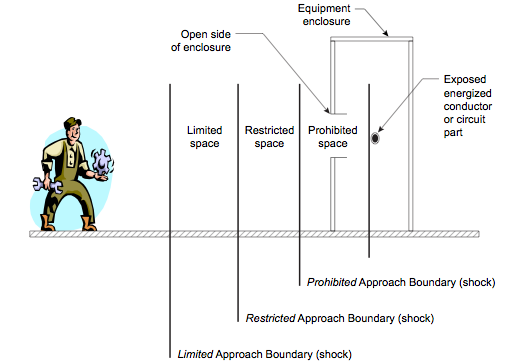 Equipment
enclosure
Open side
of enclosure
Exposed
energized
conductor
or circuit
part
Limited
space
Restricted
space
Prohibited
space
Prohibited Approach Boundary (shock)
Restricted Approach Boundary (shock)
Limited Approach Boundary (shock)